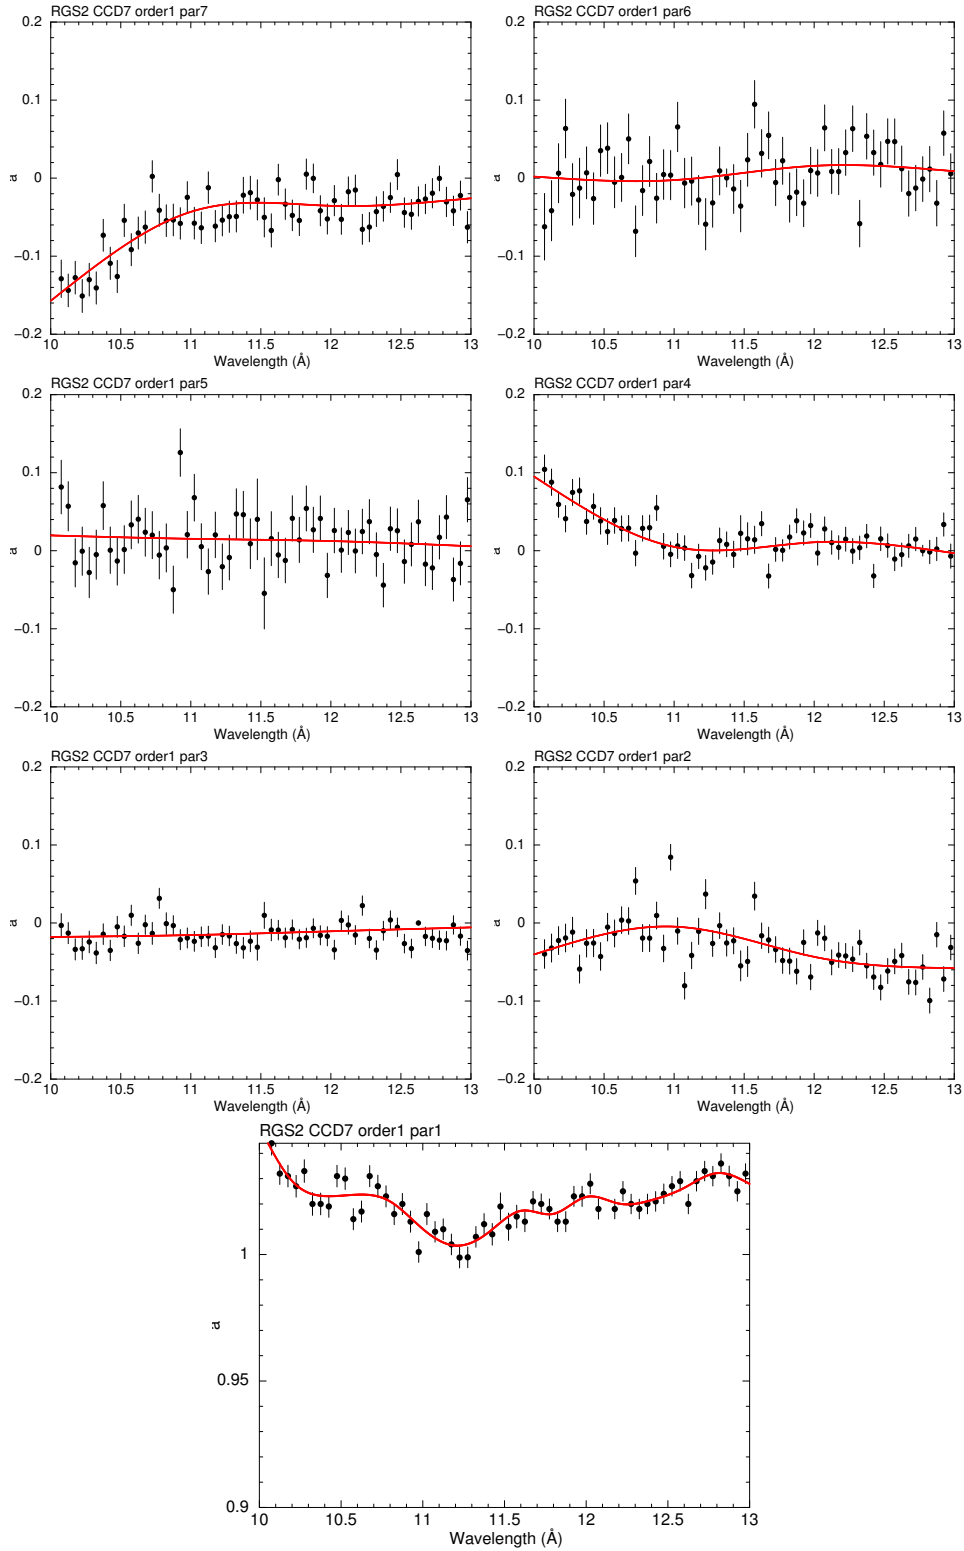 RGS2 CCD7 order1 par7
0.2
0.1
0
−0.1
−0.2
a
10 10.5 11 11.5 12 12.5 13
Wavelength (Å)
RGS2 CCD7 order1 par6
0.2
0.1
0
−0.1
−0.2
a
10 10.5 11 11.5 12 12.5 13
Wavelength (Å)
RGS2 CCD7 order1 par5
0.2
0.1
0
−0.1
−0.2
a
10 10.5 11 11.5 12 12.5 13
Wavelength (Å)
RGS2 CCD7 order1 par4
0.2
0.1
0
−0.1
−0.2
a
10 10.5 11 11.5 12 12.5 13
Wavelength (Å)
RGS2 CCD7 order1 par3
0.2
0.1
0
−0.1
−0.2
a
10 10.5 11 11.5 12 12.5 13
Wavelength (Å)
RGS2 CCD7 order1 par2
0.2
0.1
0
−0.1
−0.2
a
10 10.5 11 11.5 12 12.5 13
Wavelength (Å)
RGS2 CCD7 order1 par1
1
0.95
0.9
a
10 10.5 11 11.5 12 12.5 13
Wavelength (Å)